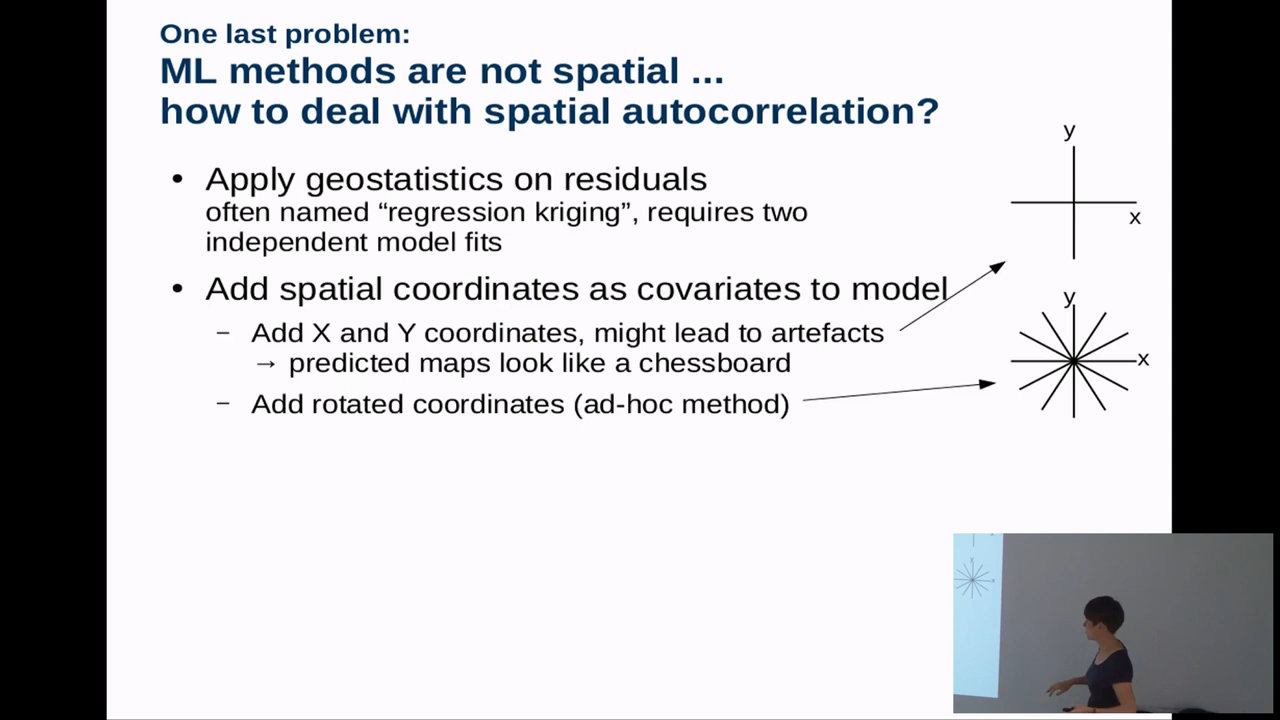 One last problem:
ML methods are not spatial ...
how to deal with spatial autocorrelation?
• Apply geostatistics on residuals
often named “regression kriging”, requires two
independent model fits
• Add spatial coordinates as covariates to model
– Add X and Y coordinates, might lead to artefacts
→ predicted maps look like a chessboard
– Add rotated coordinates (ad-hoc method)
y
x
y
x